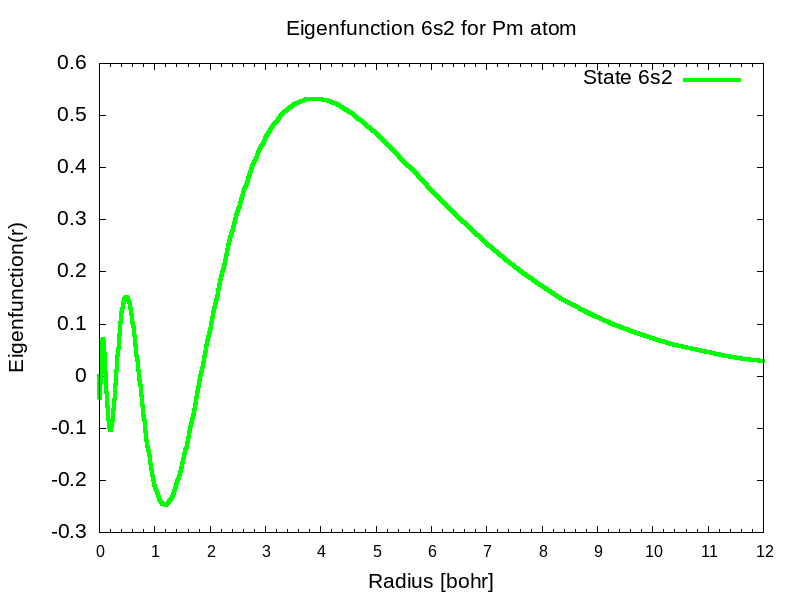 Eigenfunction 6s2 for Pm atom
State 6s2
0.6
0.5
0.4
0.3
0.2
0.1
0
-0.1
-0.2
-0.3
Eigenfunction(r)
0 1 2 3 4 5 6 7 8 9 10 11 12
Radius [bohr]